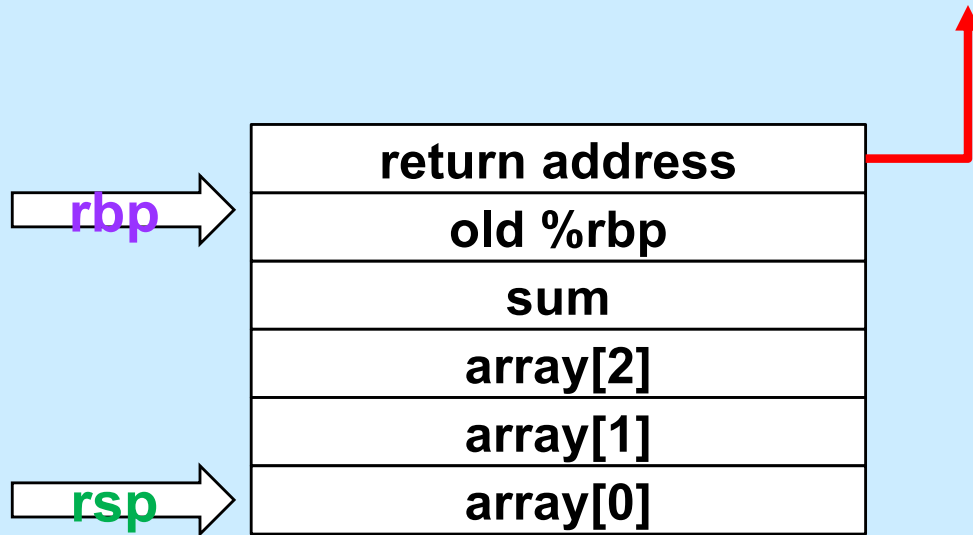 return address
rbp
old %rbp
sum
array[2]
array[1]
rsp
array[0]